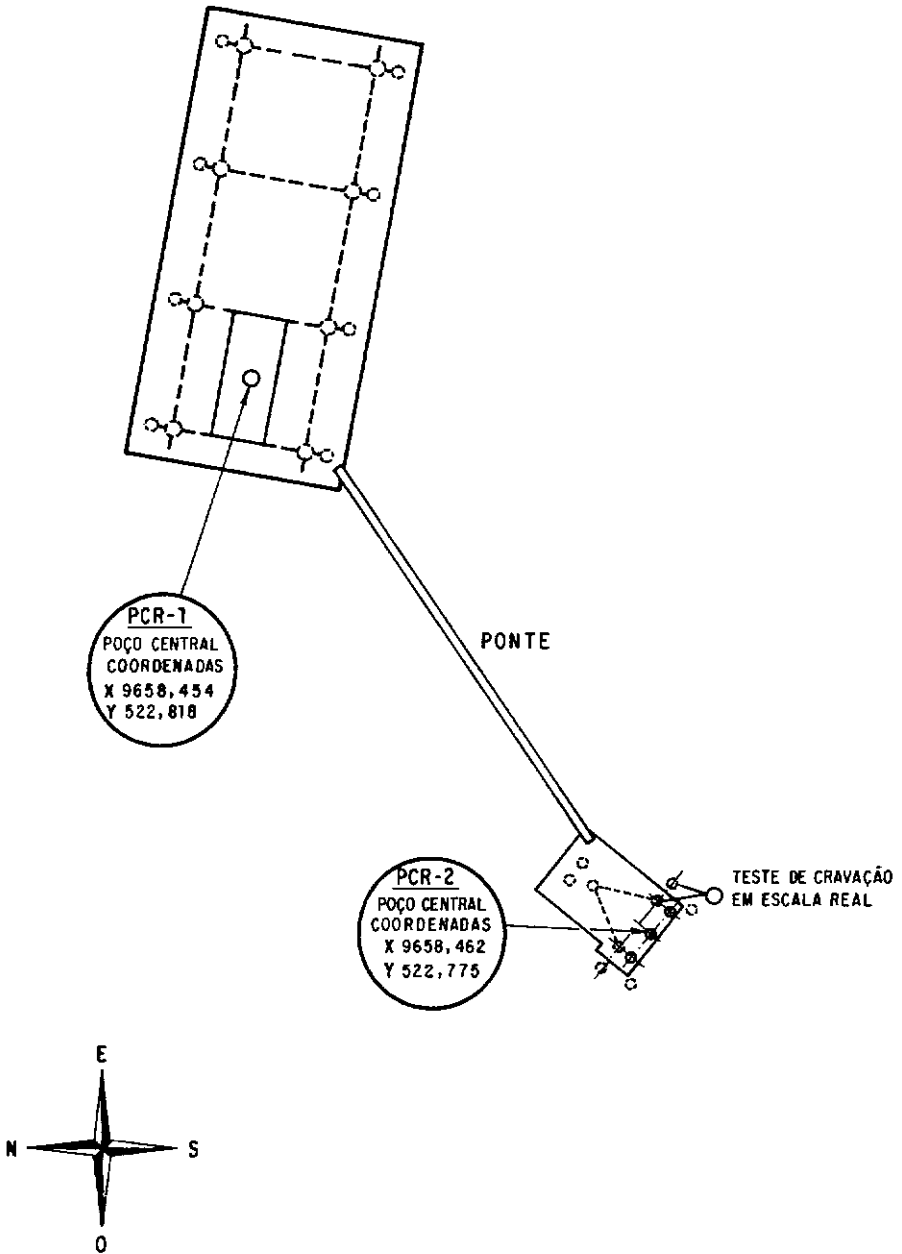 PCR-1
POÇO CENTRAL
COORDENADAS
X 9658,454
Y 522,818
PONTE
PCR-2
POÇO CENTRAL
COORDENADAS
X 9658,462
Y 522,775
TESTE DE CRAVAÇÃO
EM ESCALA REAL
E
N
S
O